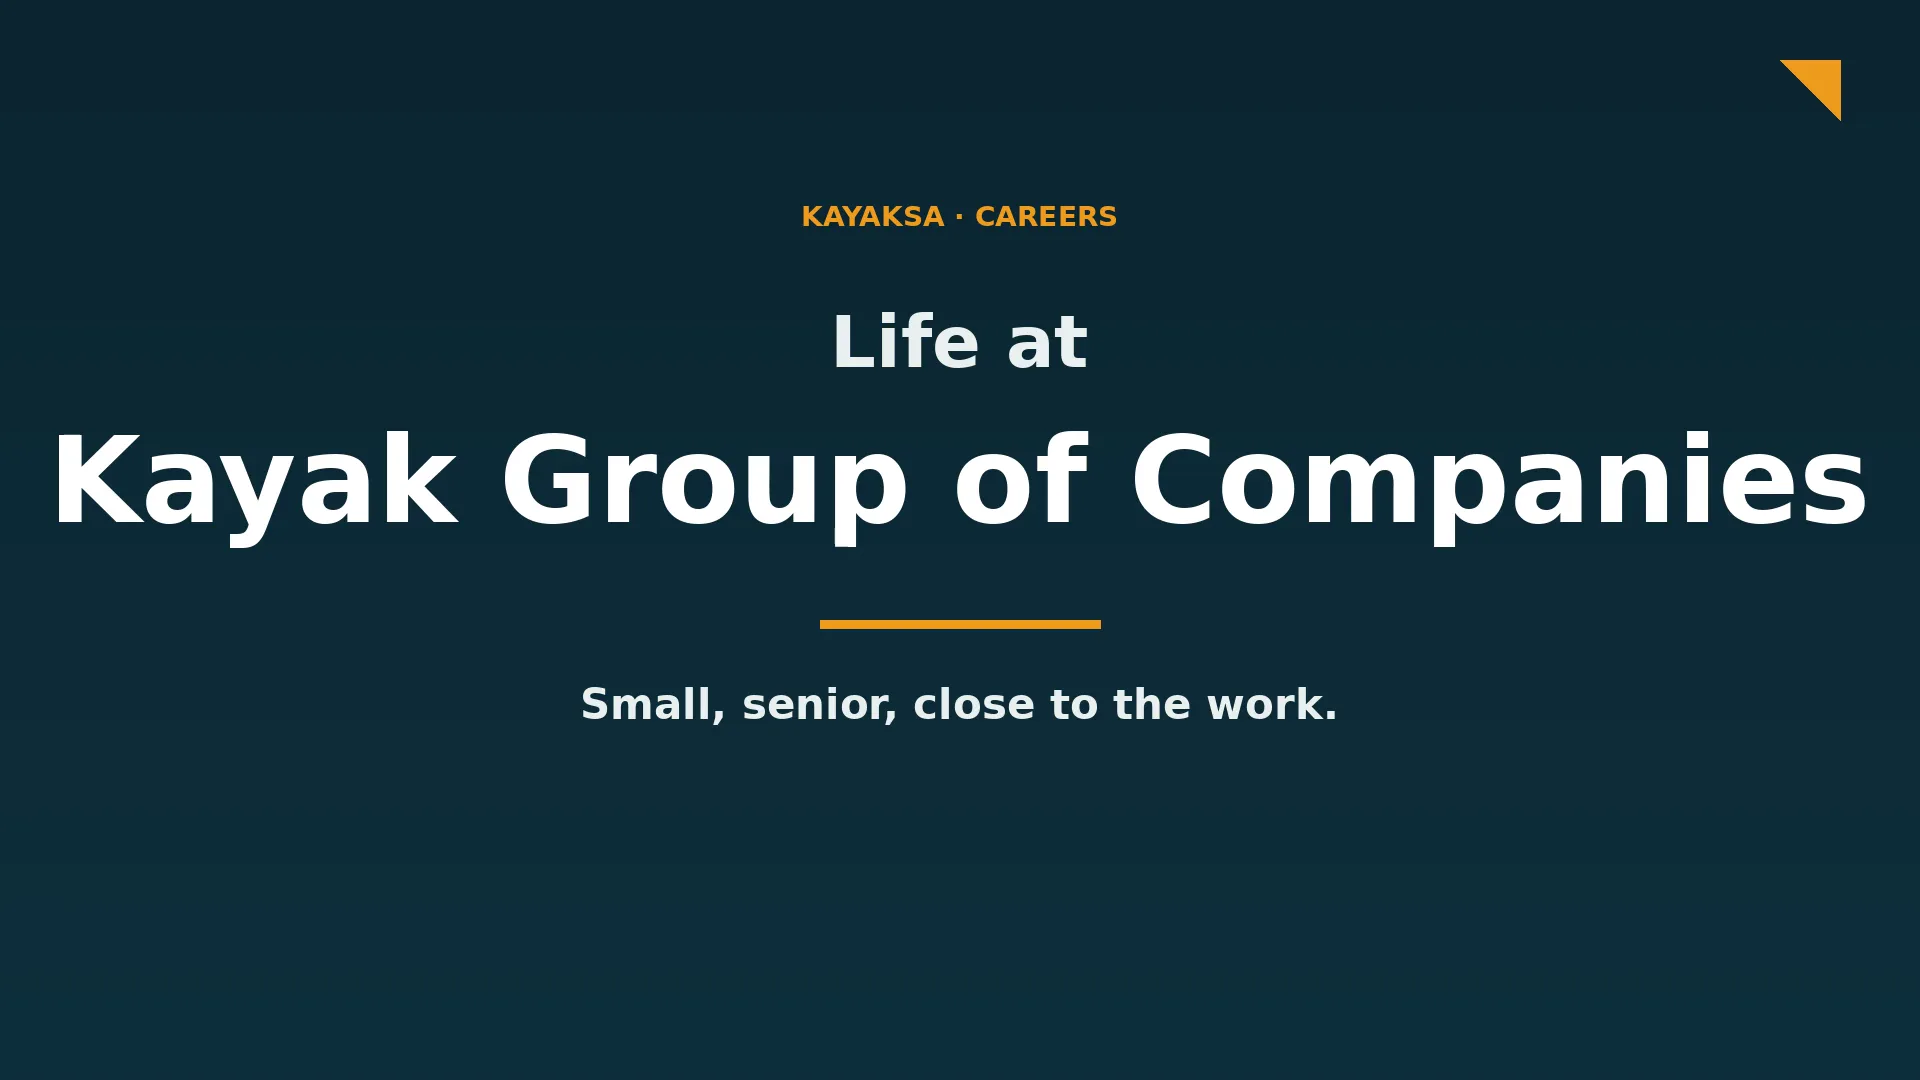 KAYAKSA · CAREERS
Life at
Kayak Group of Companies
Small, senior, close to the work.